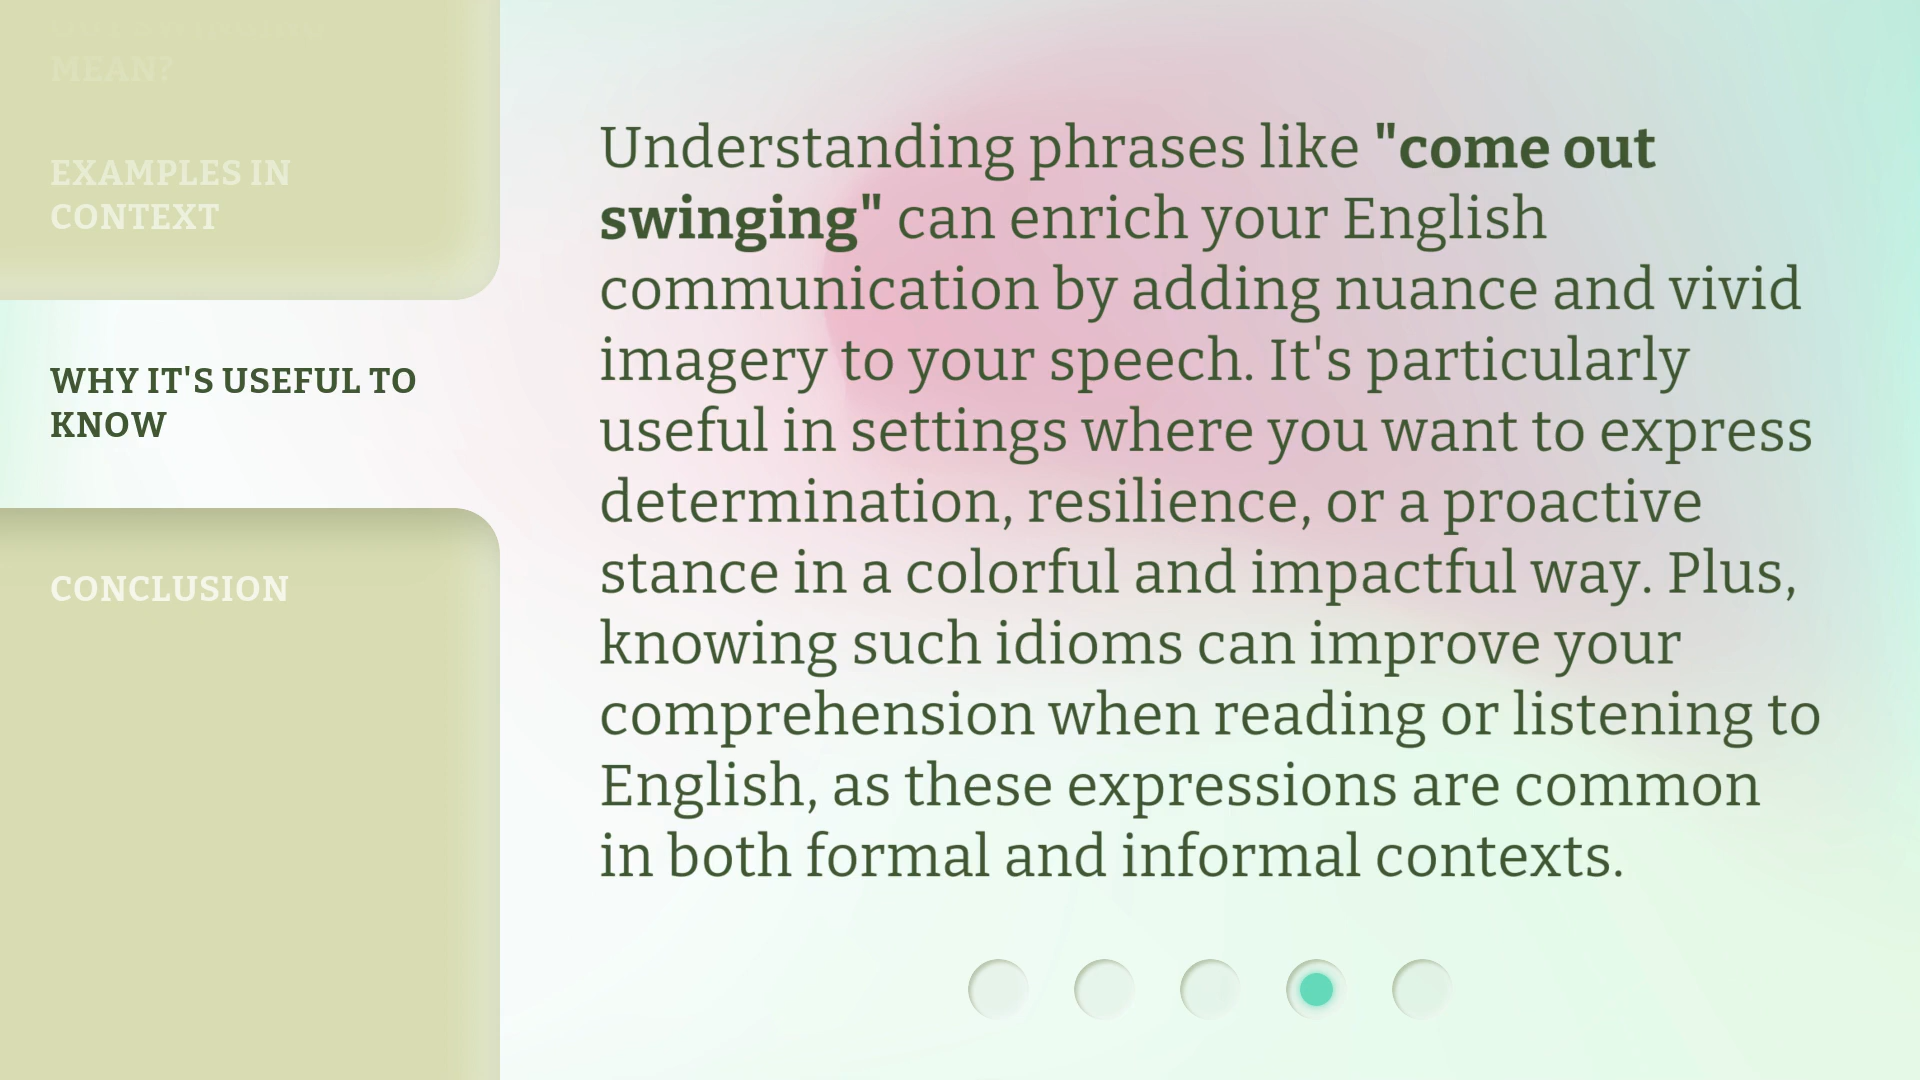 MEAN?
EXAMPLES IN
CONTEXT
WHY IT'S USEFUL TO
KNOW
CONCLUSION
Understanding phrases like "come out
swinging" can enrich your English
communication by adding nuance and vivid
imagery to your speech. It's particularly
useful in settings where you want to express
determination, resilience, or a proactive
stance in a colorful and impactful way. Plus,
knowing such idioms can improve your
comprehension when reading or listening to
English, as these expressions are common
in both formal and informal contexts.